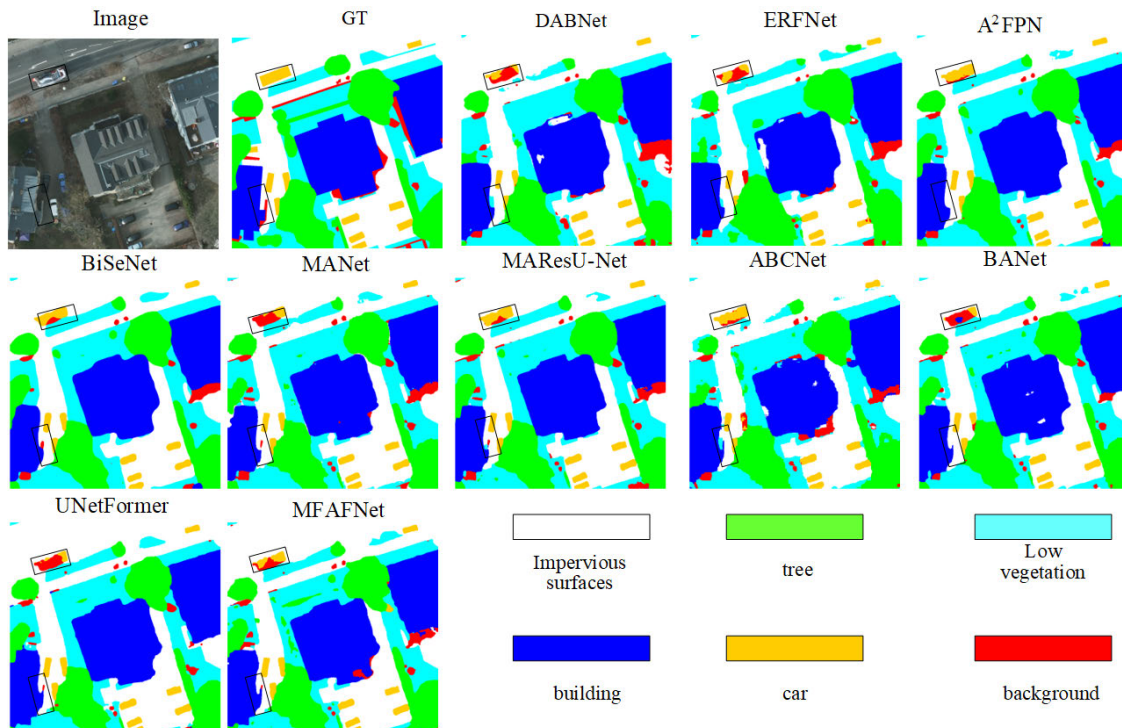 Image
GT
DABNet
ERFNet
A²FPN
BiSeNet
MANet
MAResU-Net
ABCNet
BANet
UNetFormer
MFAFNet
Impervious
surfaces
tree
Low
vegetation
building
car
background